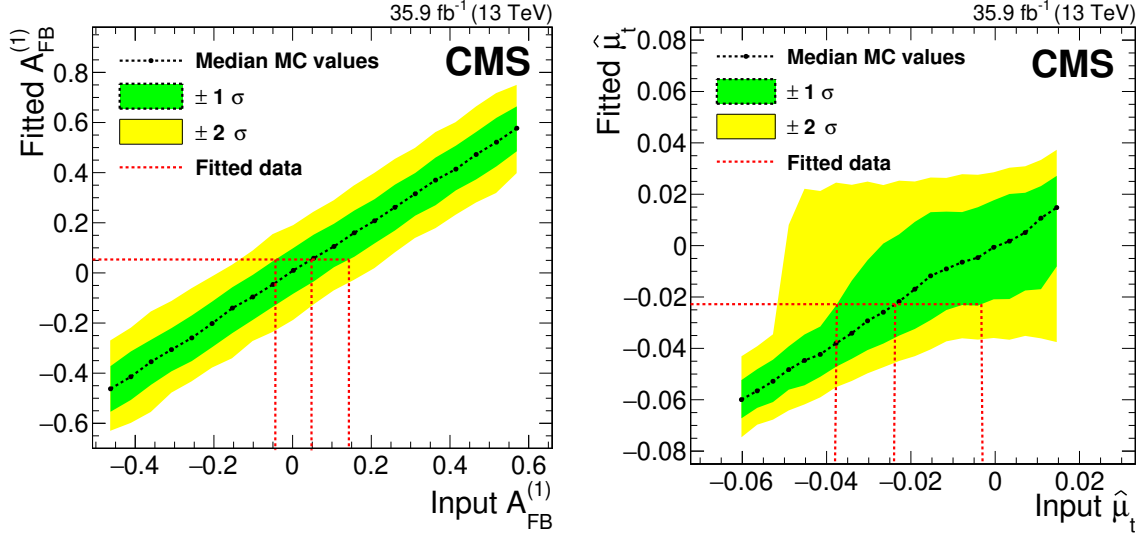 35.9 fb⁻¹ (13 TeV)
CMS
Median MC values
± 1 σ
± 2 σ
Fitted data
Fitted A_FB^(1)
0.8
0.6
0.4
0.2
0
−0.2
−0.4
−0.6
−0.4
−0.2
0
0.2
0.4
0.6
Input A_FB^(1)
35.9 fb⁻¹ (13 TeV)
CMS
Median MC values
± 1 σ
± 2 σ
Fitted data
Fitted μ̂_t
0.08
0.06
0.04
0.02
0
−0.02
−0.04
−0.06
−0.08
−0.06
−0.04
−0.02
0
0.02
Input μ̂_t